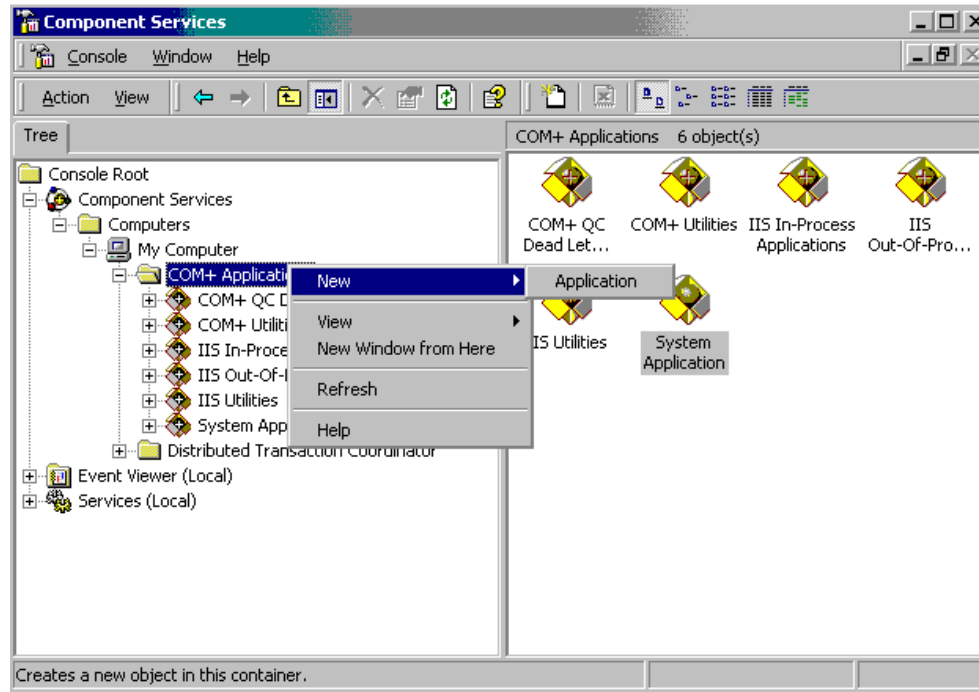 Component Services
Console Window Help
Action View
Tree
COM+ Applications 6 object(s)
Console Root
Component Services
Computers
My Computer
COM+ Applicati
COM+ QC D
COM+ Utiliti
IIS In-Proce
IIS Out-Of-
IIS Utilities
System App
Distributed Transaction Coordinator
Event Viewer (Local)
Services (Local)
New
View
New Window from Here
Refresh
Help
Application
COM+ QC
Dead Let...
COM+ Utilities
IIS In-Process
Applications
IIS
Out-Of-Pro...
IS Utilities
System
Application
Creates a new object in this container.